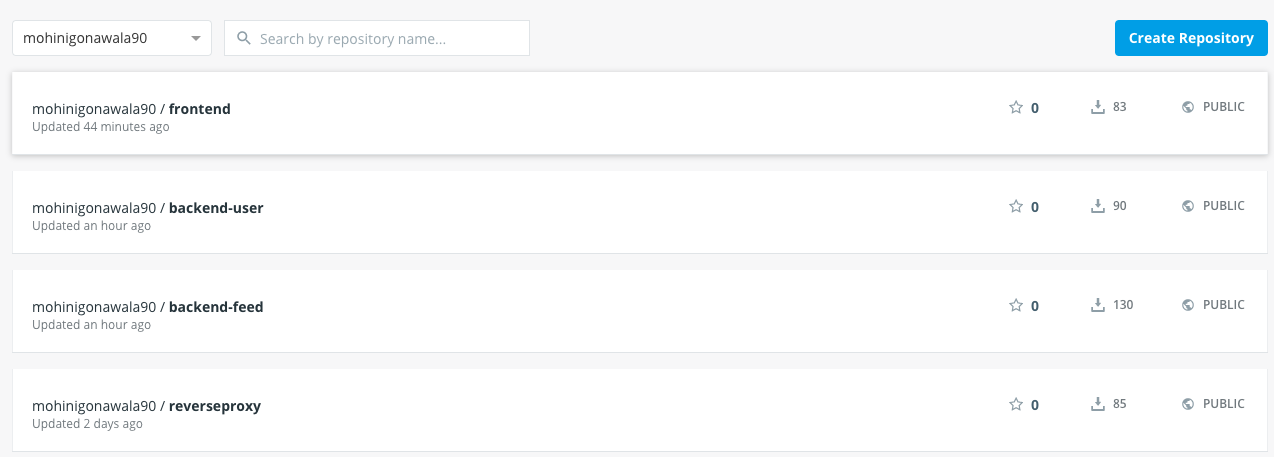 mohinigonawala90
Search by repository name...
Create Repository
mohinigonawala90 / frontend
0
83
PUBLIC
Updated 44 minutes ago
mohinigonawala90 / backend-user
0
90
PUBLIC
Updated an hour ago
mohinigonawala90 / backend-feed
0
130
PUBLIC
Updated an hour ago
mohinigonawala90 / reverseproxy
0
85
PUBLIC
Updated 2 days ago